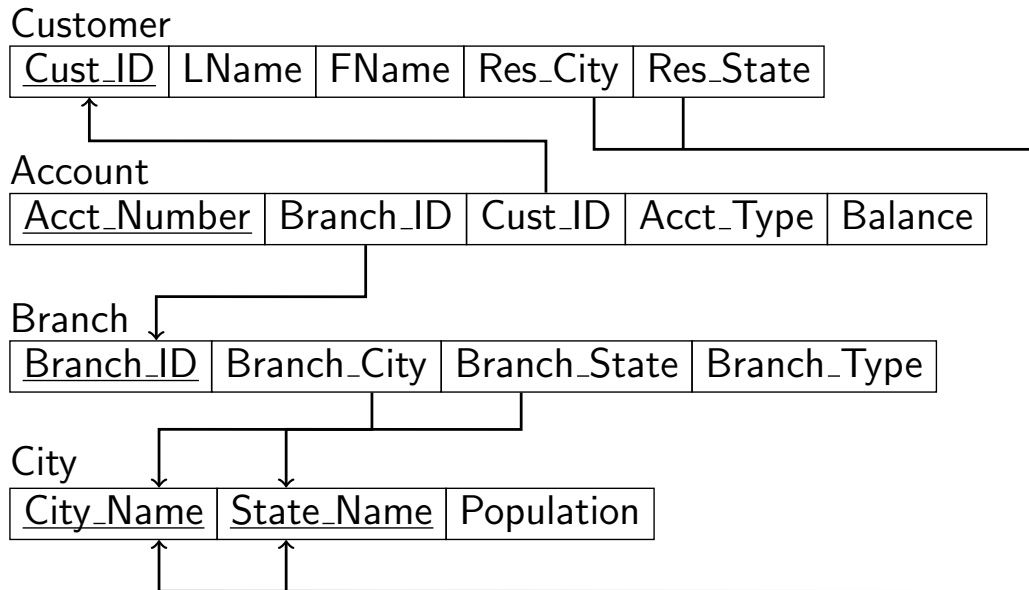 Customer
Cust_ID LName FName Res_City Res_State
Account
Acct_Number Branch_ID Cust_ID Acct_Type Balance
Branch
Branch_ID Branch_City Branch_State Branch_Type
City
City_Name State_Name Population